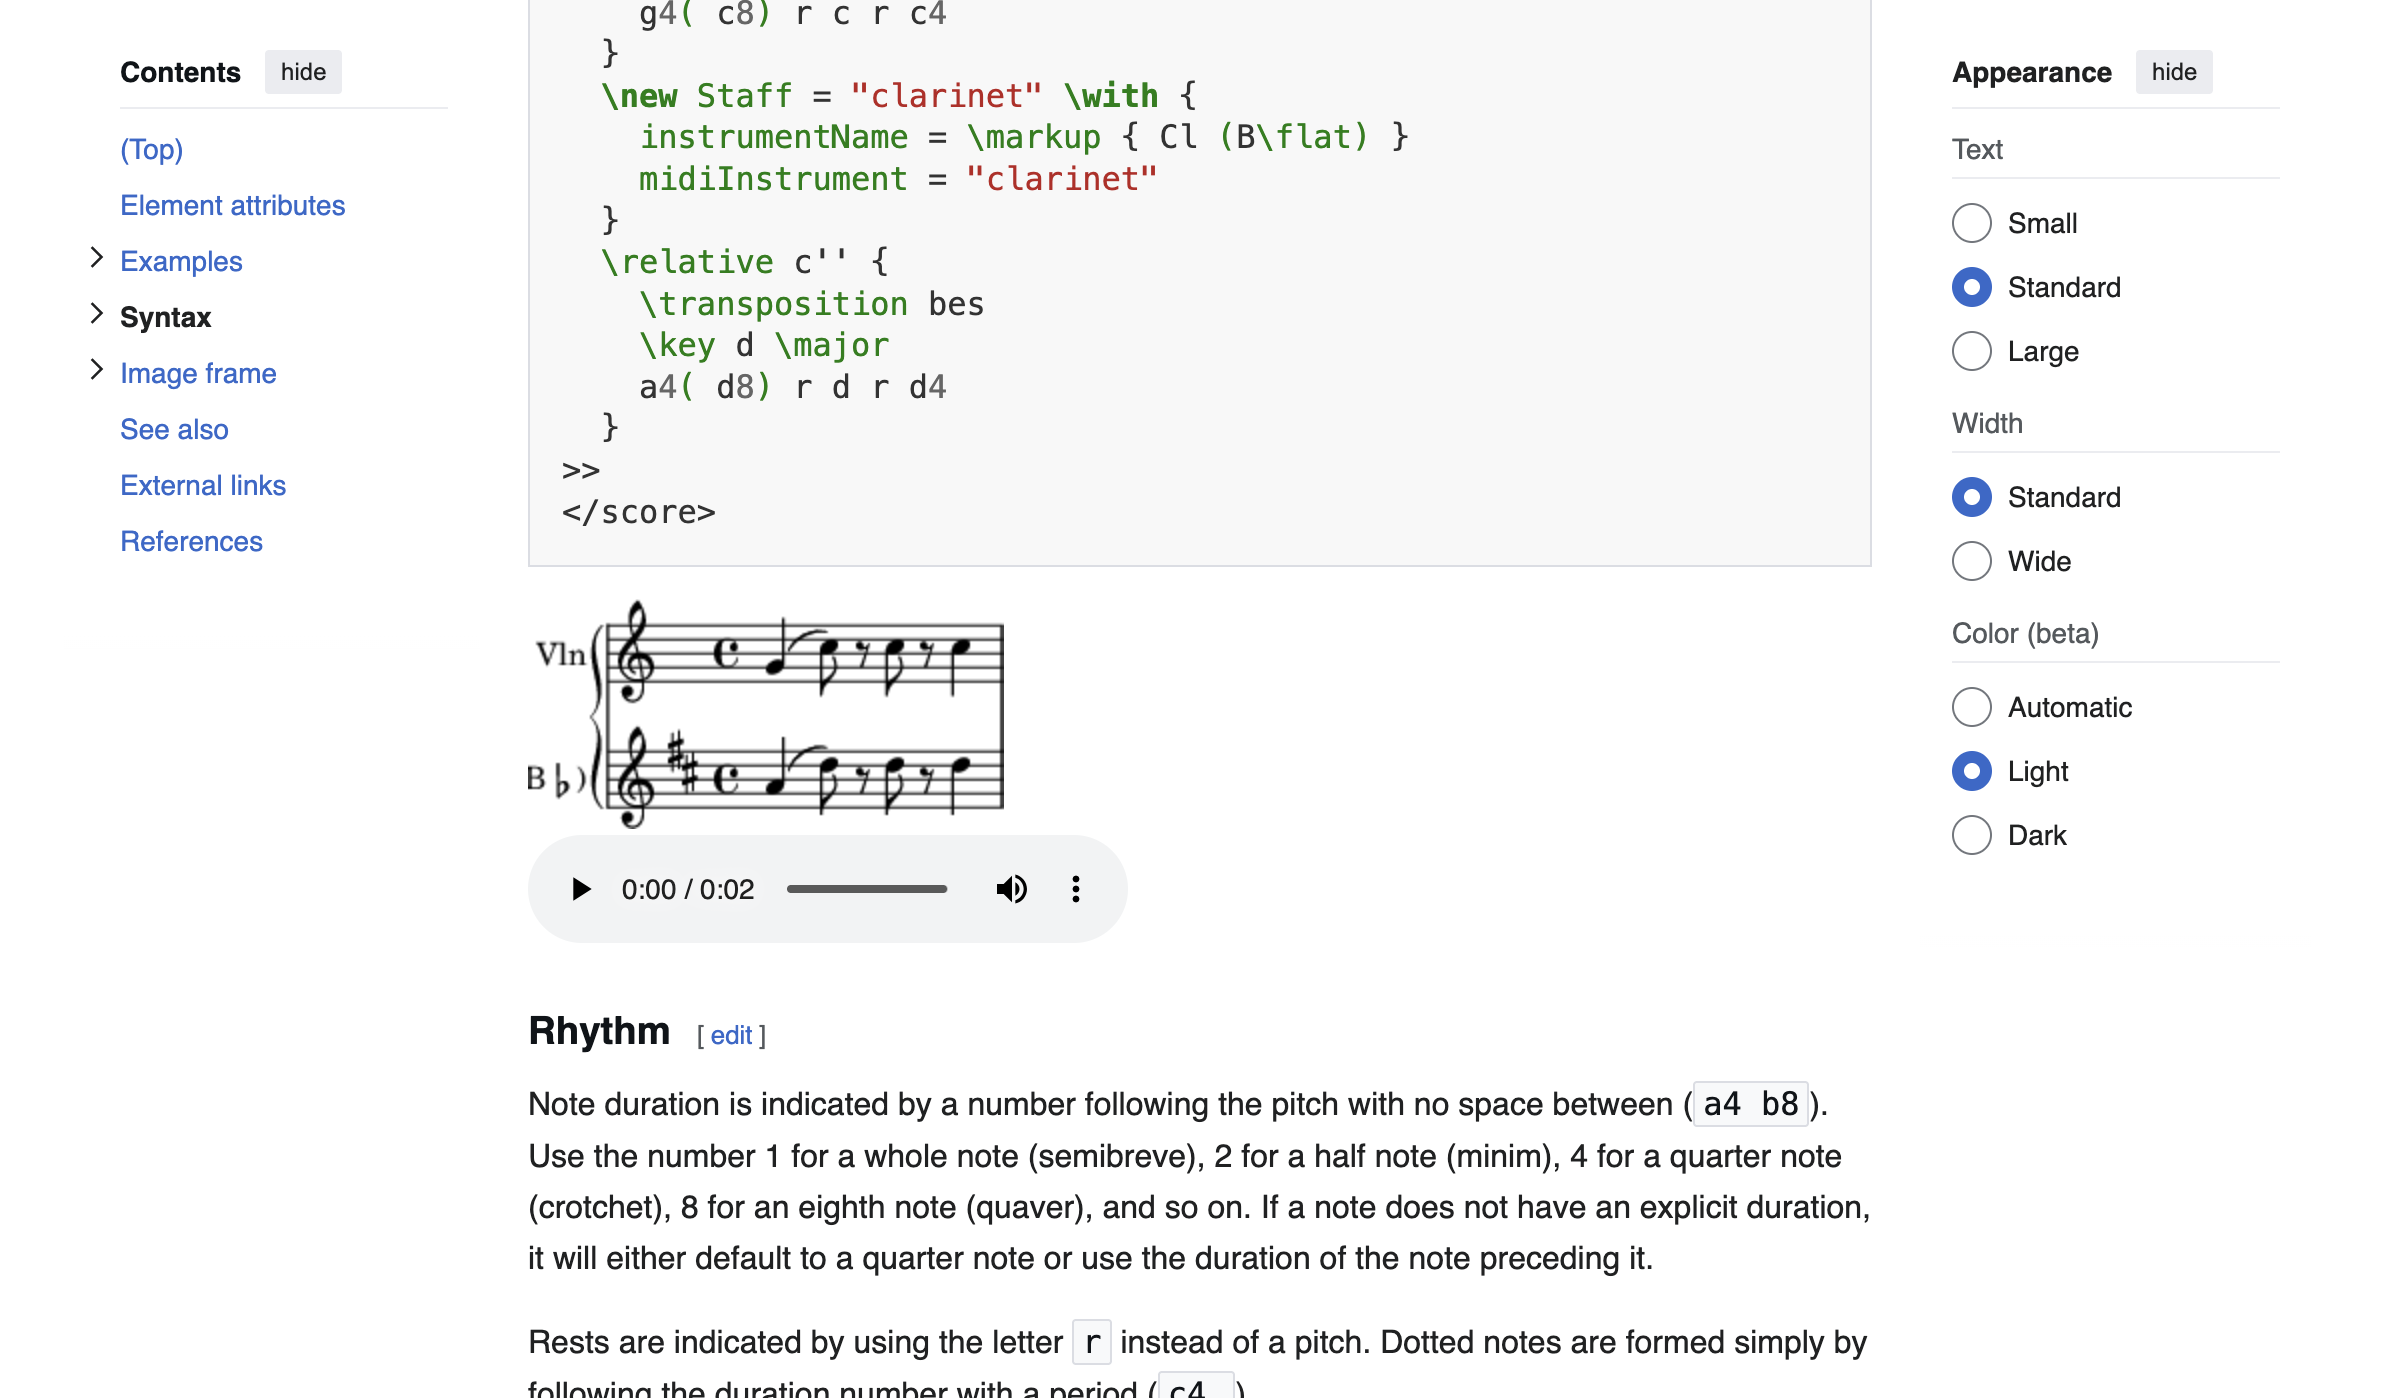 Contents hide
(Top)
Element attributes
Examples
Syntax
Image frame
See also
External links
References
g4( c8) r c r c4
}
\new Staff = "clarinet" \with {
instrumentName = \markup { Cl (B\flat) }
midiInstrument = "clarinet"
}
\relative c'' {
\transposition bes
\key d \major
a4( d8) r d r d4
}
>>
</score>
Vln
B♭)
0:00 / 0:02
Rhythm [ edit ]
Note duration is indicated by a number following the pitch with no space between ( a4 b8 ).
Use the number 1 for a whole note (semibreve), 2 for a half note (minim), 4 for a quarter note
(crotchet), 8 for an eighth note (quaver), and so on. If a note does not have an explicit duration,
it will either default to a quarter note or use the duration of the note preceding it.
Rests are indicated by using the letter r instead of a pitch. Dotted notes are formed simply by
following the duration number with a period ( c4. )
Appearance hide
Text
Small
Standard
Large
Width
Standard
Wide
Color (beta)
Automatic
Light
Dark